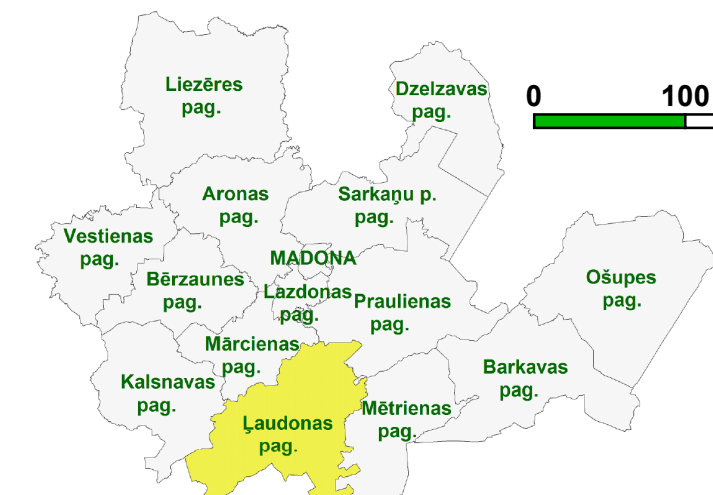 Liezēres
pag.
Dzelzavas
pag.
0 100
Aronas
pag.
Sarkaņu p.
pag.
Vestienas
pag.
MADONA
Bērzaunes
pag.
Lazdonas
pag.
Praulienas
pag.
Ošupes
pag.
Mārcienas
pag.
Kalsnavas
pag.
Barkavas
pag.
Mētrienas
pag.
Ļaudonas
pag.